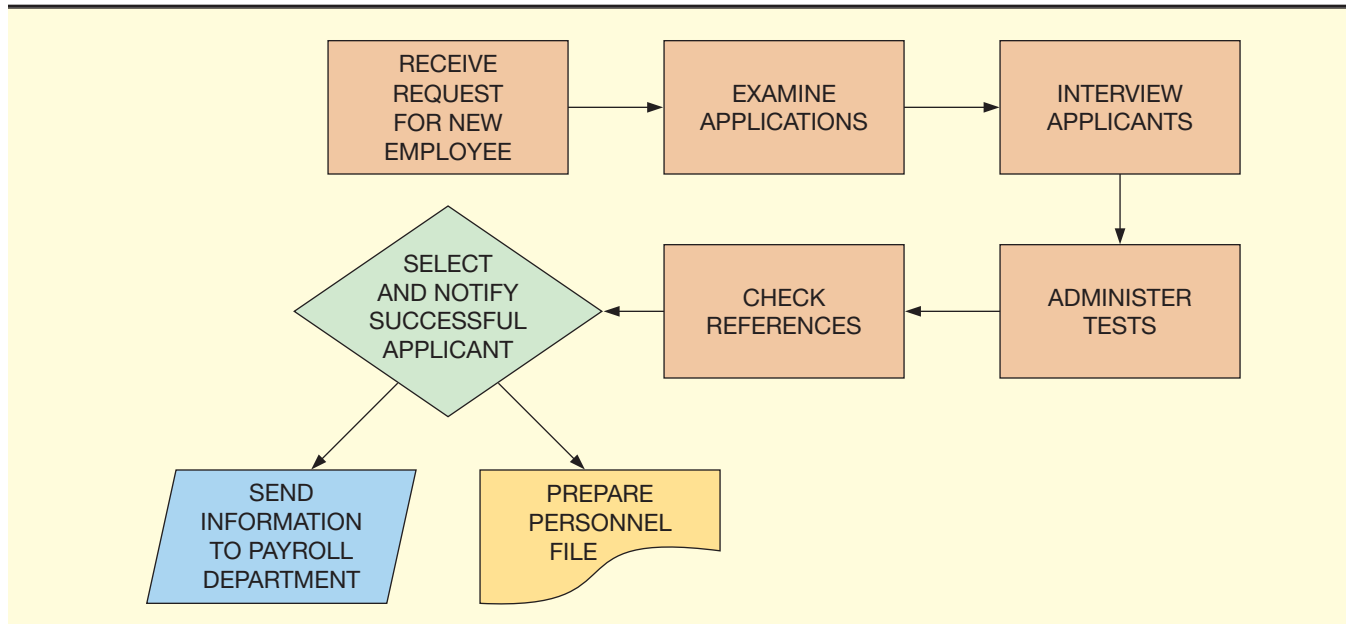 RECEIVE
REQUEST
FOR NEW
EMPLOYEE
EXAMINE
APPLICATIONS
INTERVIEW
APPLICANTS
ADMINISTER
TESTS
CHECK
REFERENCES
SELECT
AND NOTIFY
SUCCESSFUL
APPLICANT
SEND
INFORMATION
TO PAYROLL
DEPARTMENT
PREPARE
PERSONNEL
FILE